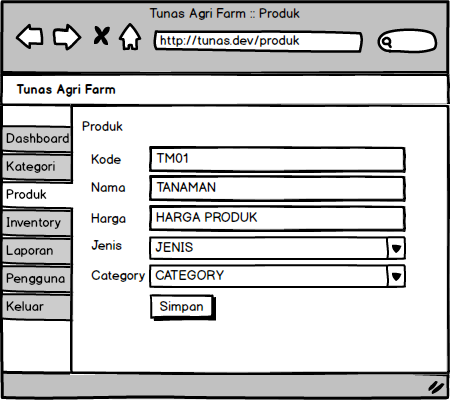 Tunas Agri Farm :: Produk
http://tunas.dev/produk
Tunas Agri Farm
Dashboard
Kategori
Produk
Inventory
Laporan
Pengguna
Keluar
Produk
Kode TM01
Nama TANAMAN
Harga HARGA PRODUK
Jenis JENIS
Category CATEGORY
Simpan